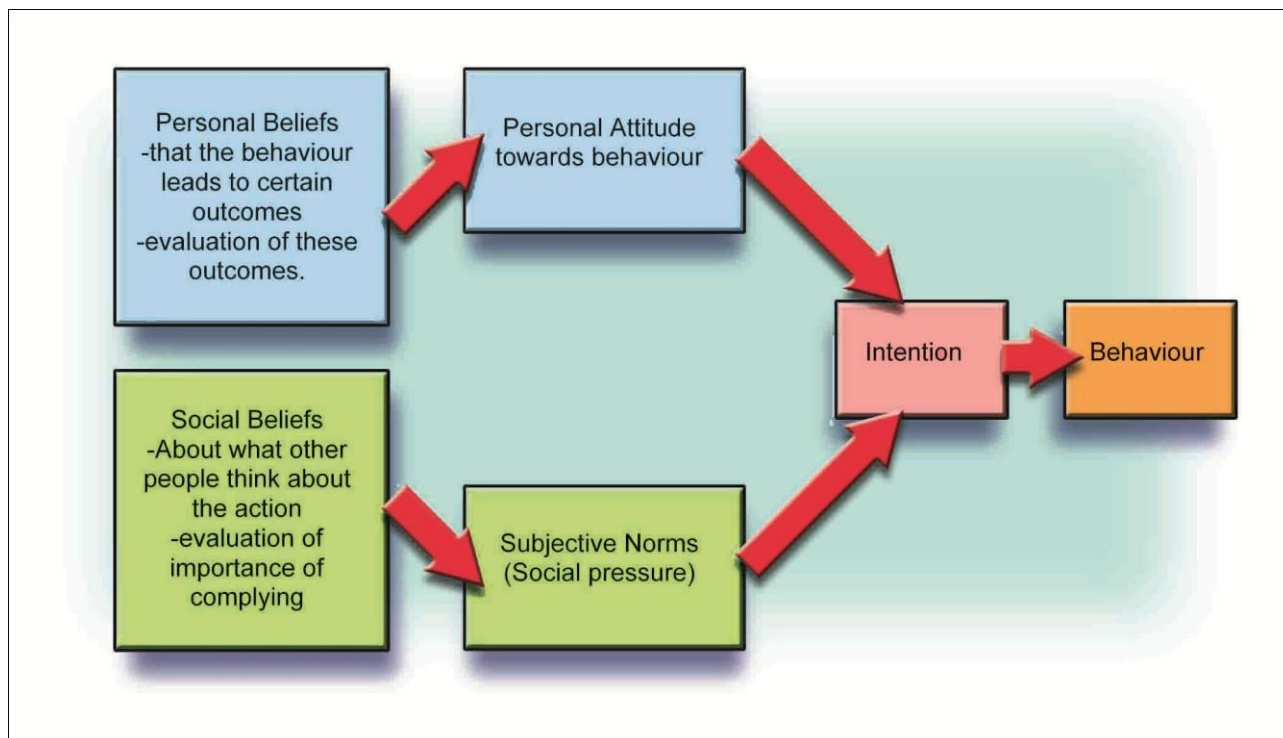 Personal Beliefs
-that the behaviour
leads to certain
outcomes
-evaluation of these
outcomes.
Personal Attitude
towards behaviour
Social Beliefs
-About what other
people think about
the action
-evaluation of
importance of
complying
Subjective Norms
(Social pressure)
Intention
Behaviour